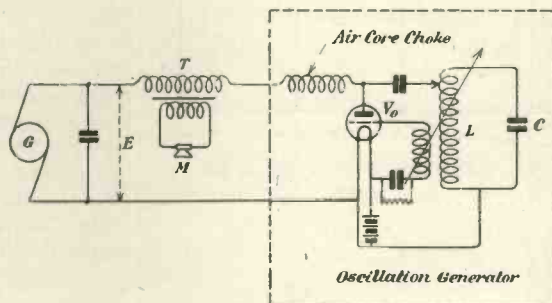 Air Core Choke
T
G
E
M
Vo
L
C
Oscillation Generator